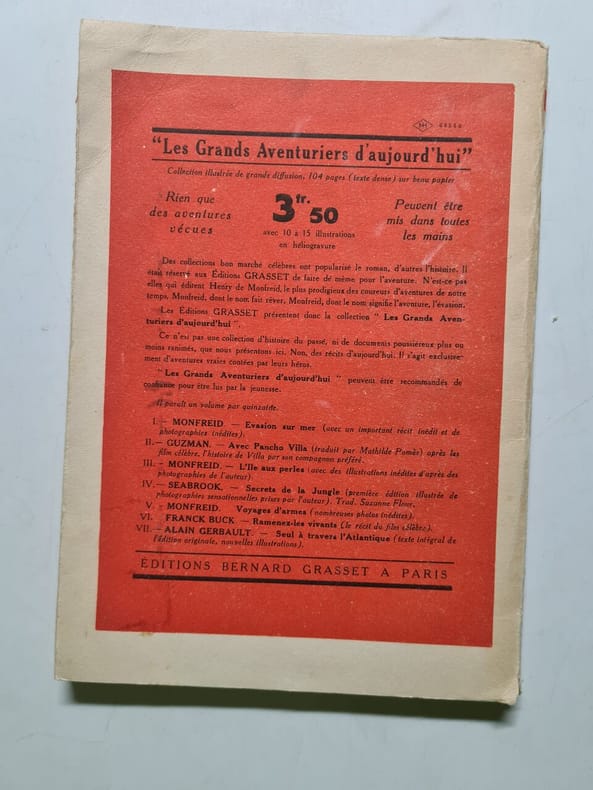 "Les Grands Aventuriers d'aujourd'hui"
Collection illustrée de grande diffusion, 104 pages (texte dense) sur beau papier
Rien que
des aventures
vécues
3 fr. 50
avec 10 à 15 illustrations
en héliogravure
Peuvent être
mis dans toutes
les mains
Des collections bon marché célèbres ont popularisé le roman, d'autres l'histoire. Il
était réservé aux Éditions GRASSET de faire de même pour l'aventure. N'est-ce pas
elles qui éditent Henry de Monfreid, le plus prodigieux des coureurs d'aventures de notre
temps, Monfreid, dont le nom fait rêver, Monfreid, dont le nom signifie l'aventure, l'évasion.
Les Editions GRASSET présentent donc la collection " Les Grands Aven-
turiers d'aujourd'hui ".
Ce n'est pas une collection d'histoire du passé, ni de documents poussiéreux plus ou
moins ranimés, que nous présentons ici. Non, des récits d'aujourd'hui. Il s'agit exclusive-
ment d'aventures vraies contées par leurs héros.
" Les Grands Aventuriers d'aujourd'hui " peuvent être recommandés de
confiance pour être lus par la jeunesse.
Il paraît un volume par quinzaine.
I. — MONFREID. — Evasion sur mer (avec un important récit inédit et de
photographies inédites).
II. — GUZMAN. — Avec Pancho Villa (traduit par Mathilde Pomès) après les
film célèbre, l'histoire de Villa par son compagnon préféré.
III. — MONFREID. — L'Ile aux perles (avec des illustrations inédites d'après des
photographies de l'auteur).
IV. — SEABROOK. — Secrets de la Jungle (première édition illustrée de
photographies sensationnelles prises par l'auteur). Trad. Suzanne Flour.
V. — MONFREID. Voyages d'armes (nombreuses photos inédites).
VI. FRANCK BUCK. — Ramenez-les vivants (le récit du film célèbre).
VII. — ALAIN GERBAULT. — Seul à travers l'Atlantique (texte intégral de
l'édition originale, nouvelles illustrations).
ÉDITIONS BERNARD GRASSET A PARIS